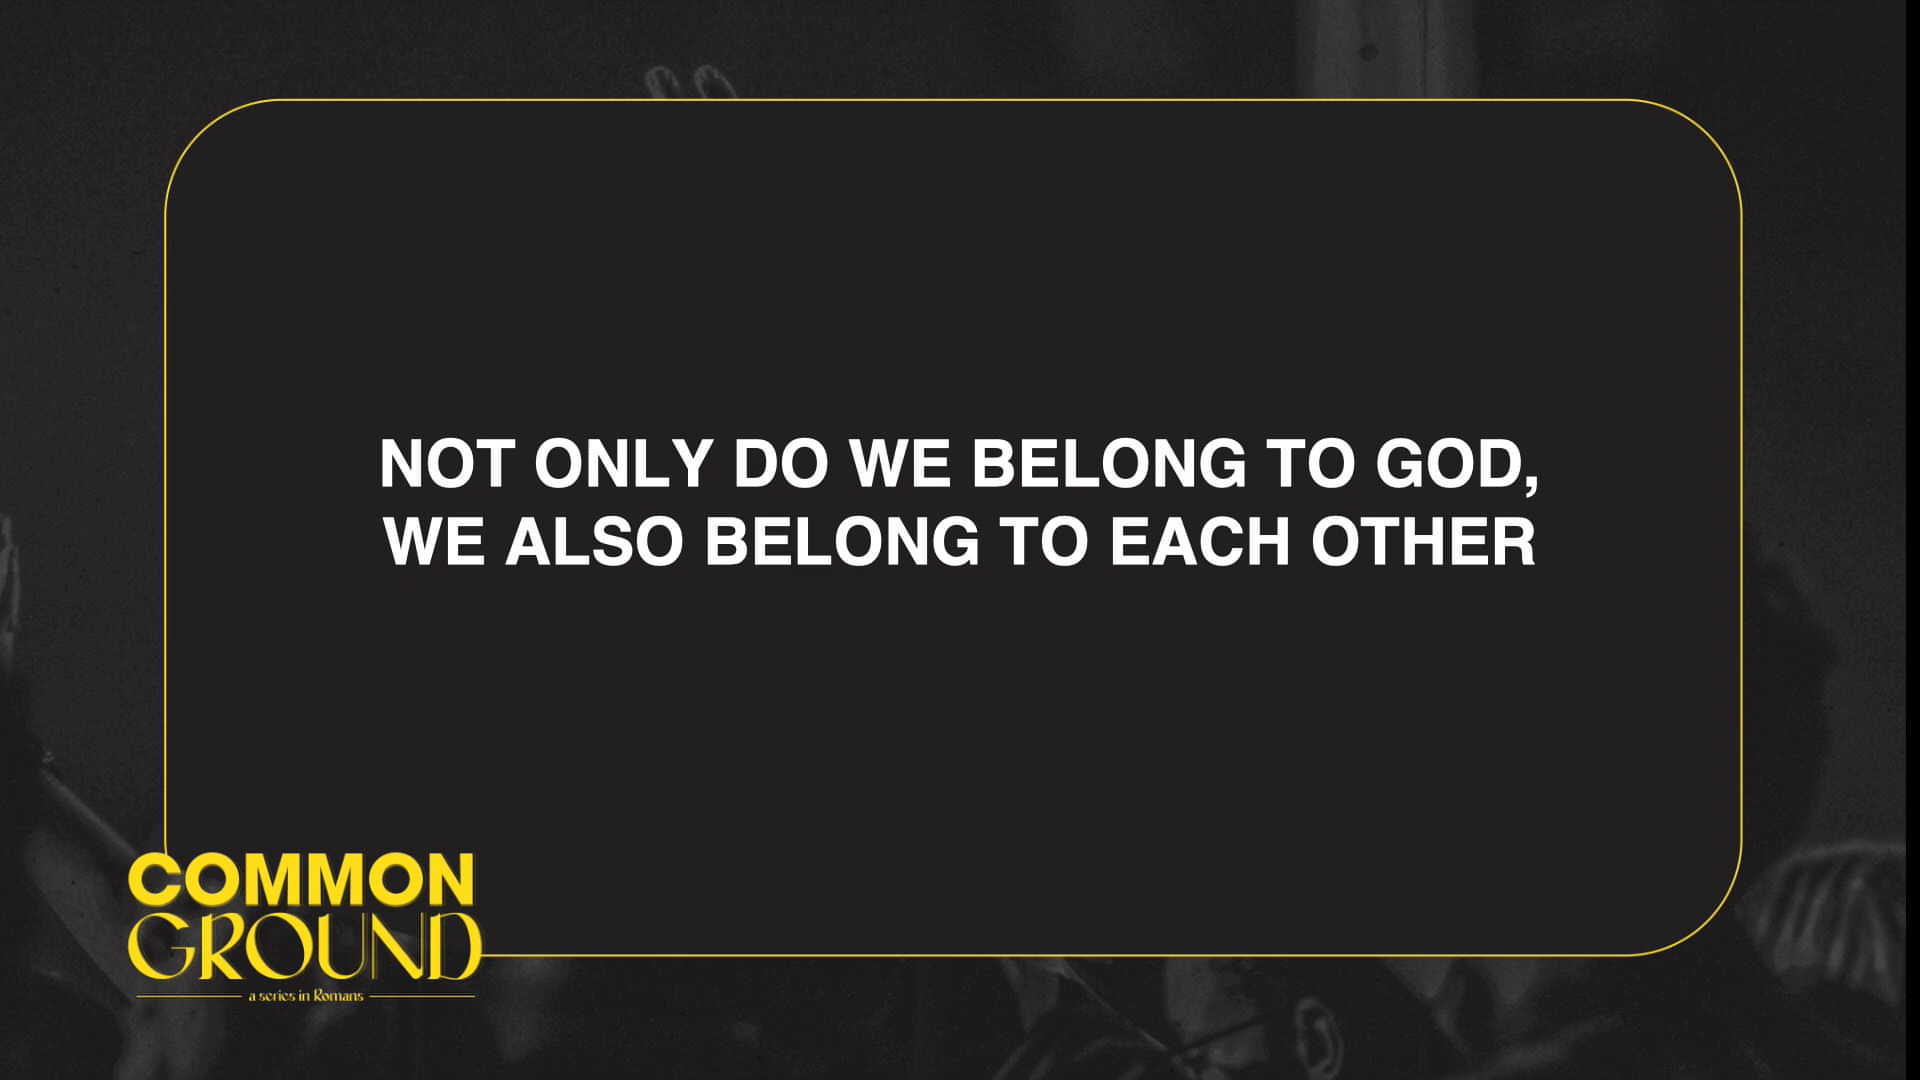 NOT ONLY DO WE BELONG TO GOD,
WE ALSO BELONG TO EACH OTHER
COMMON
GROUND
a series in Romans